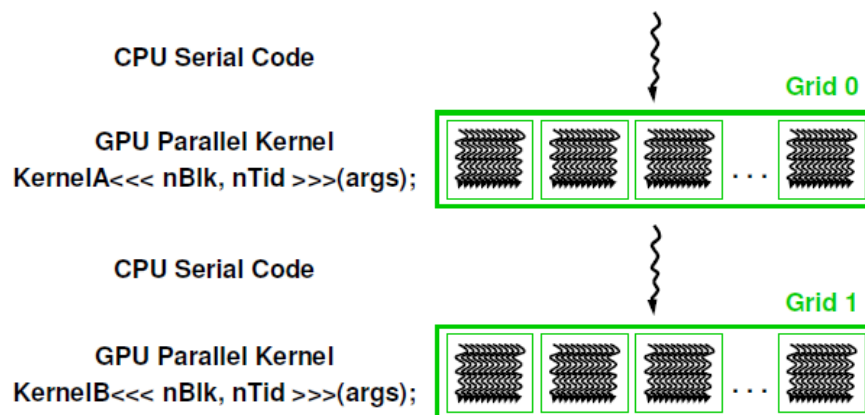 CPU Serial Code
Grid 0
GPU Parallel Kernel
KernelA<<< nBlk, nTid >>>(args);
. . .
CPU Serial Code
Grid 1
GPU Parallel Kernel
KernelB<<< nBlk, nTid >>>(args);
. . .